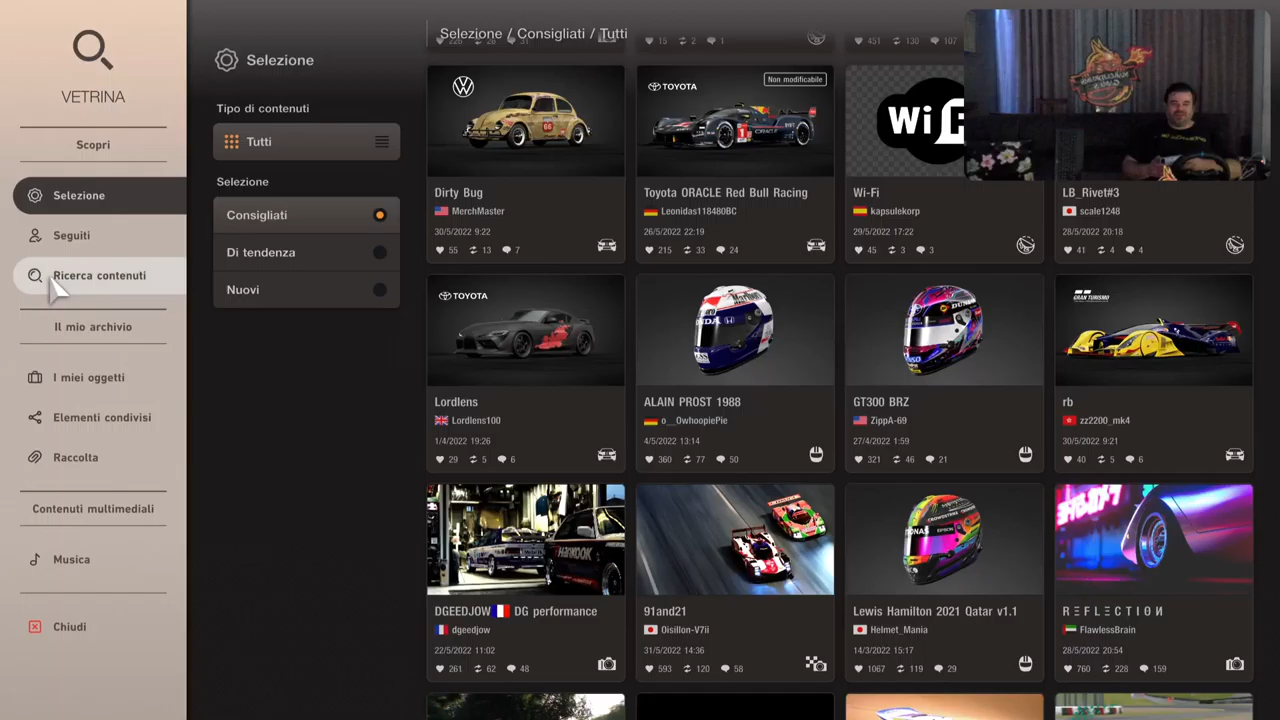 VETRINA
Scopri
Selezione
Seguiti
Ricerca contenuti
Il mio archivio
I miei oggetti
Elementi condivisi
Raccolta
Contenuti multimediali
Musica
Chiudi
Selezione
Tipo di contenuti
Tutti
Selezione
Consigliati
Di tendenza
Nuovi
Selezione / Consigliati / Tutti
15 2 1
451 130 107
TOYOTA
Non modificabile
Wi
Dirty Bug
MerchMaster
30/5/2022 9:22
55 13 7
Toyota ORACLE Red Bull Racing
Leonidas118480BC
26/5/2022 22:19
215 33 24
Wi-Fi
kapsulekorp
29/5/2022 17:22
45 3 3
LB_Rivet#3
scale1248
28/5/2022 20:18
41 4 4
TOYOTA
GRAN TURISMO
Lordlens
Lordlens100
1/4/2022 19:26
29 5 6
ALAIN PROST 1988
o__OwhoopiePie
4/5/2022 13:14
360 77 50
GT300 BRZ
ZippA-69
27/4/2022 1:59
321 46 21
rb
zz2200_mk4
30/5/2022 9:21
40 5 6
DGEEDJOW DG performance
dgeedjow
22/5/2022 11:02
261 62 48
91and21
Oisillon-V7ii
31/5/2022 14:36
593 120 58
Lewis Hamilton 2021 Qatar v1.1
Helmet_Mania
14/3/2022 15:17
1067 119 29
R Ξ F L Ξ C T I O И
FlawlessBrain
28/5/2022 20:54
760 228 159